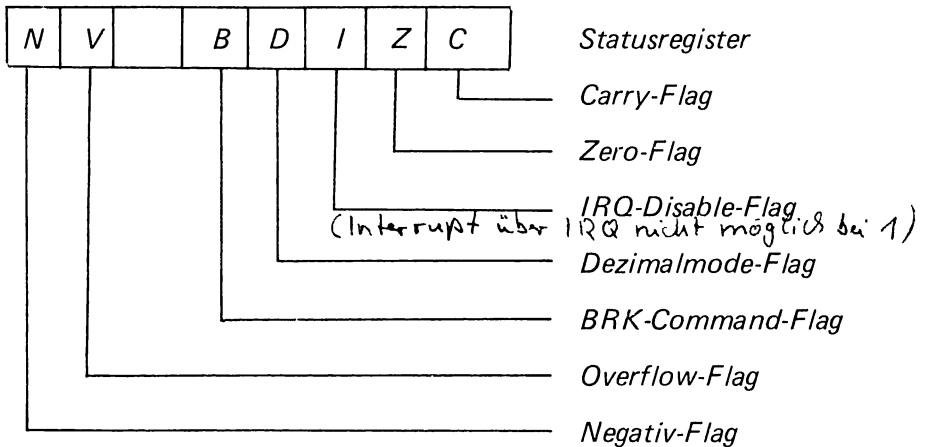 N V B D I Z C Statusregister
Carry-Flag
Zero-Flag
IRQ-Disable-Flag
(Interrupt über IRQ nicht möglich bei 1)
Dezimalmode-Flag
BRK-Command-Flag
Overflow-Flag
Negativ-Flag